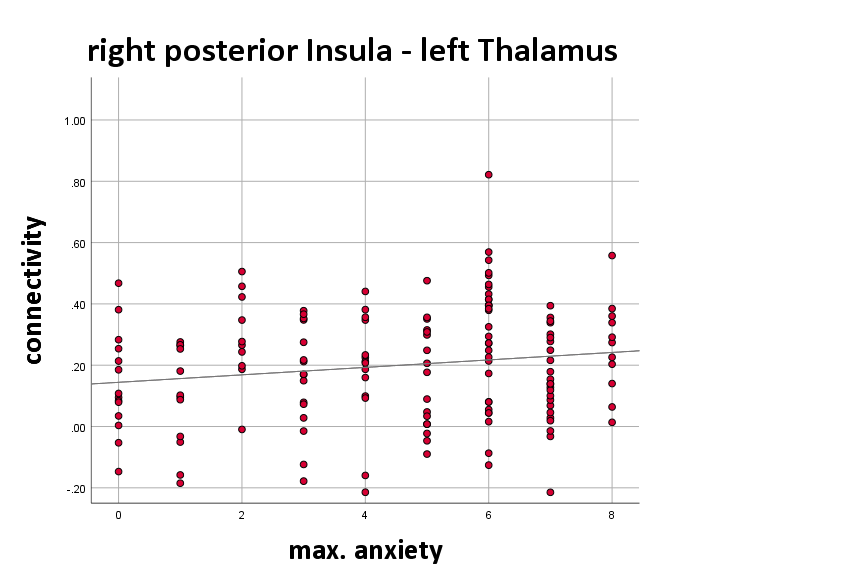 right posterior Insula - left Thalamus
connectivity
1.00
.80
.60
.40
.20
.00
-.20
0 2 4 6 8
max. anxiety